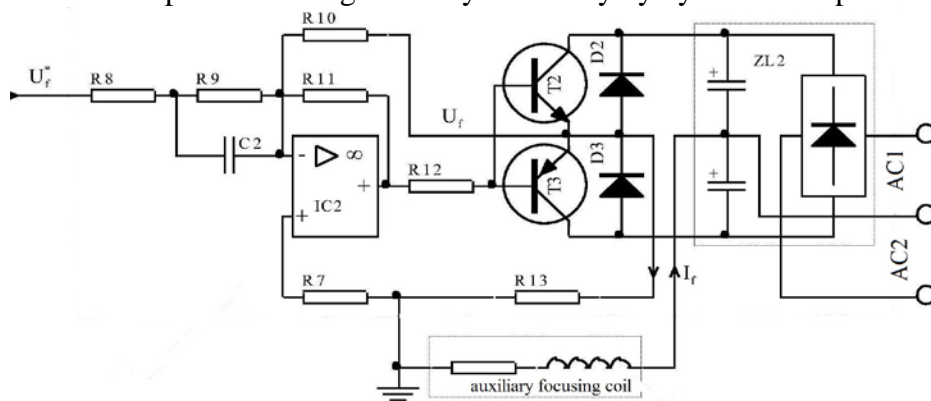 R10
U*f
R8
R9
R11
D2
T2
ZL2
+
Uf
C2
- ▷ ∞
+
IC2
+
R12
T3
D3
+
AC1
AC2
R7
R13
If
auxiliary focusing coil